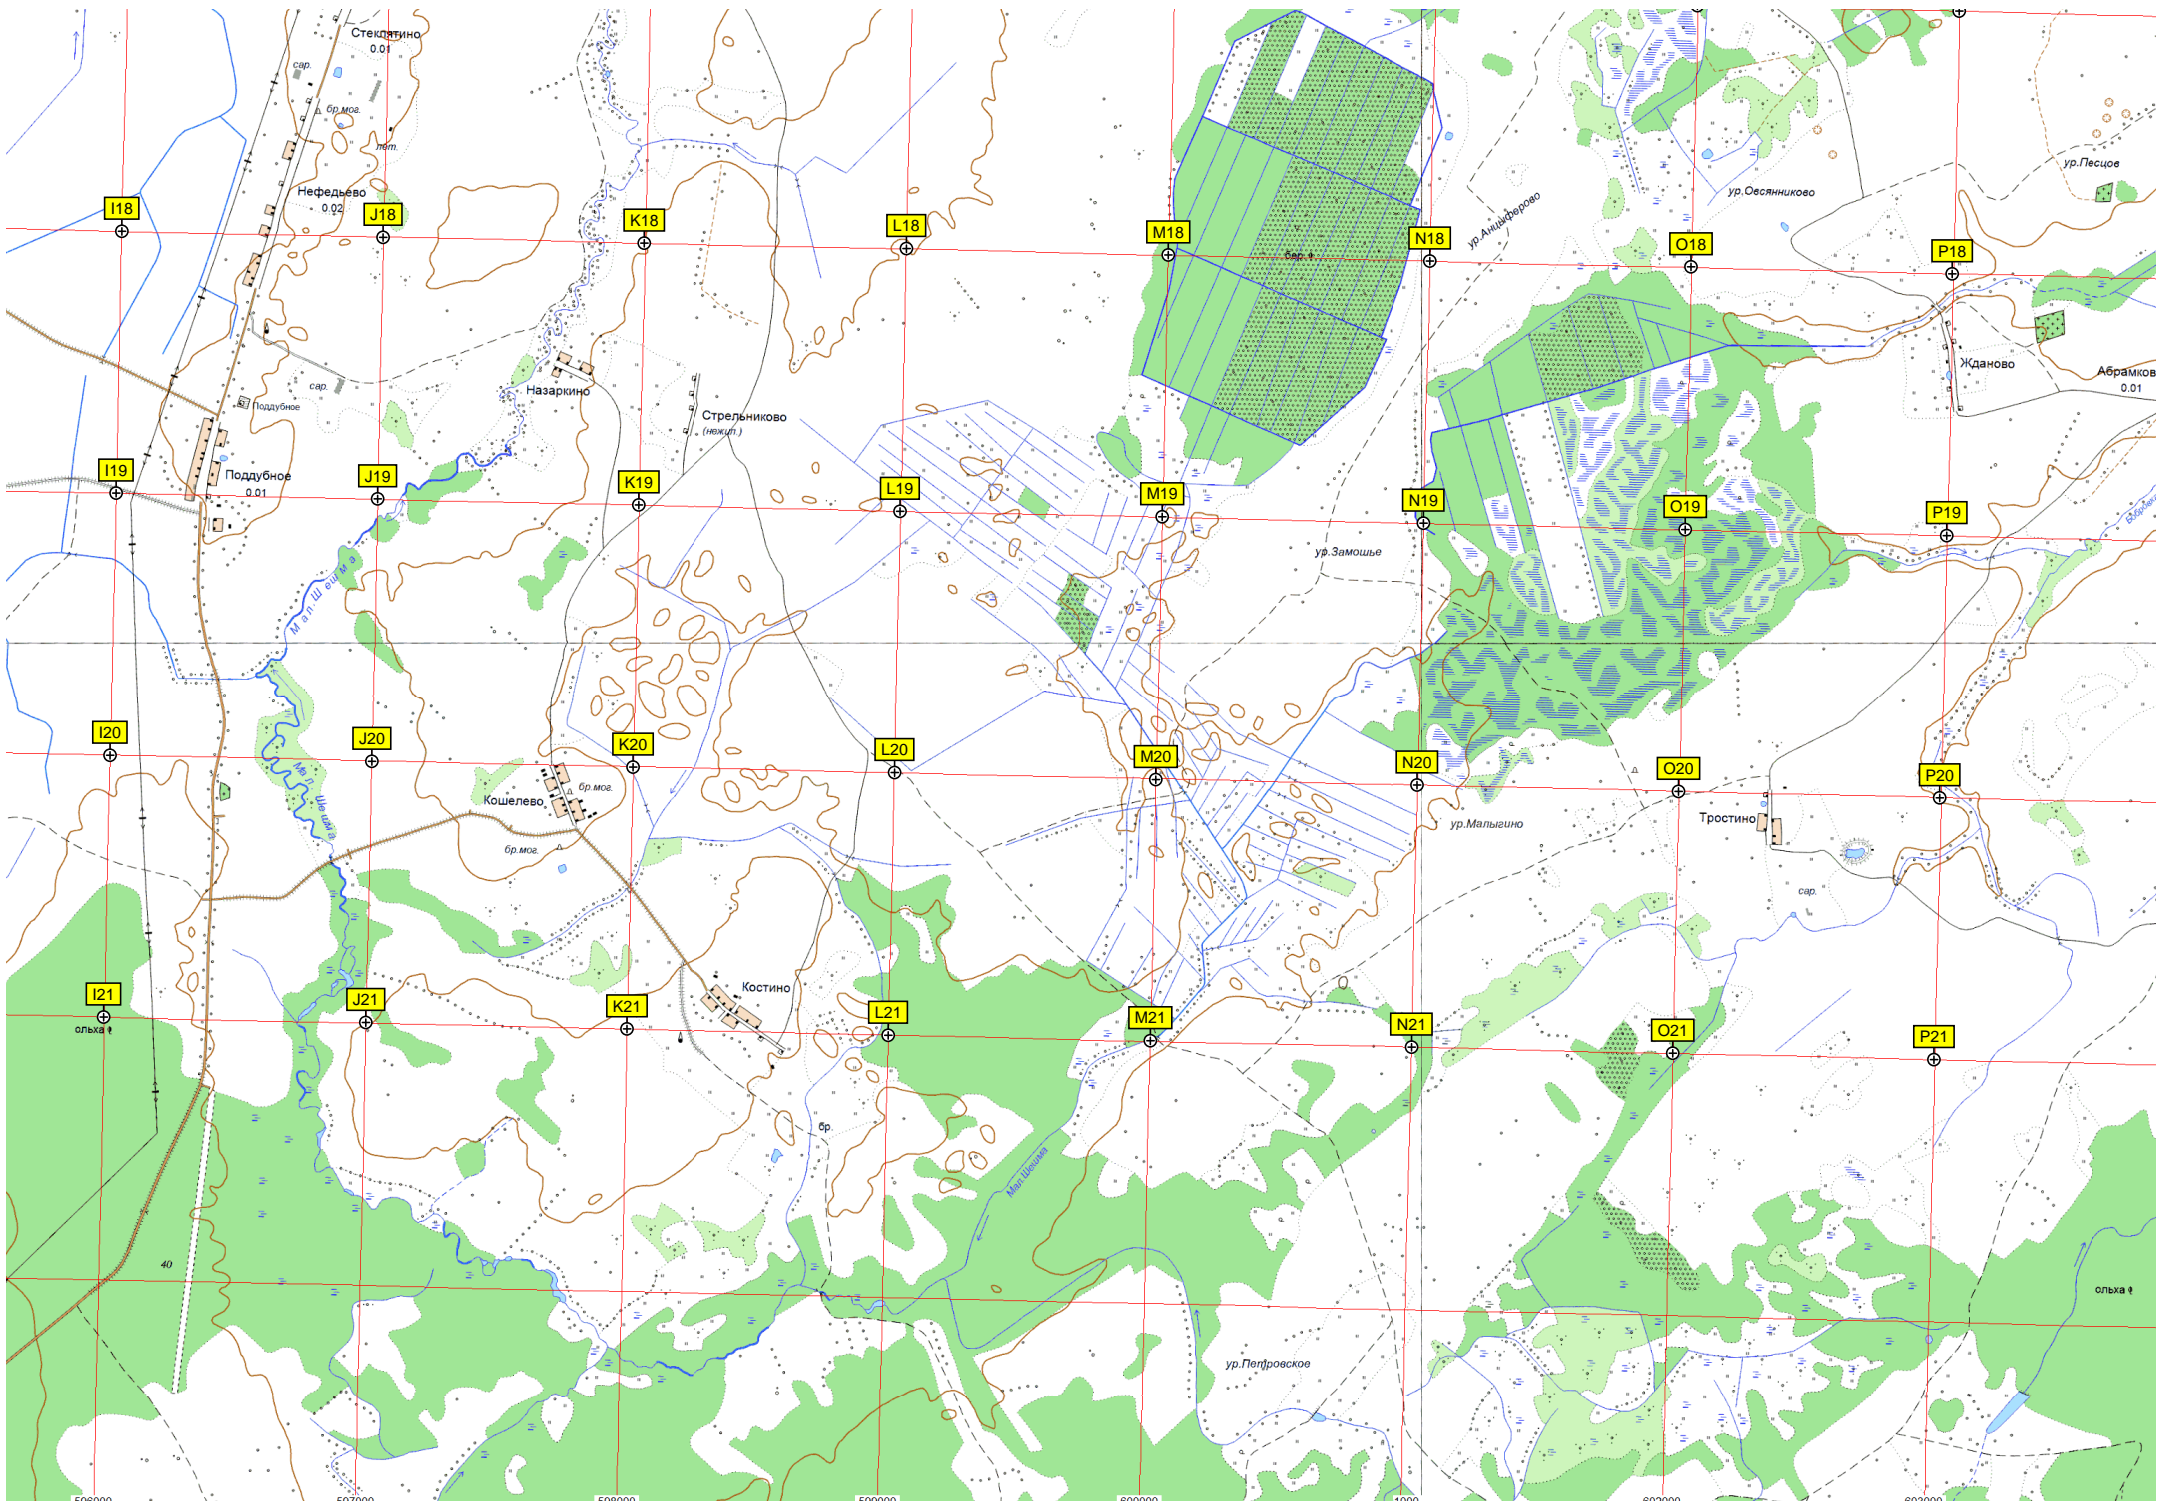 Стеклятино
0.01
сар.
бр.мог.
лет.
ур.Песцов
Нефедьево
0.02
ур.Овсянниково
I18
J18
K18
L18
M18
N18
O18
P18
ур.Анцыферово
бер.
Жданово
Абрамков
0.01
сар.
Назаркино
Поддубное
Стрельниково
(нежил.)
Поддубное
0.01
I19
J19
K19
L19
M19
N19
O19
P19
Бобровка
ур.Замошье
Мал. Шешма
I20
J20
K20
L20
M20
N20
O20
P20
Мал. Шешма
Кошелево
бр.мог.
бр.мог.
ур.Малыгино
Тростино
сар.
Костино
I21
J21
K21
L21
M21
N21
O21
P21
ольха
бр.
Мал.Шешма
40
ольха
ур.Петровское